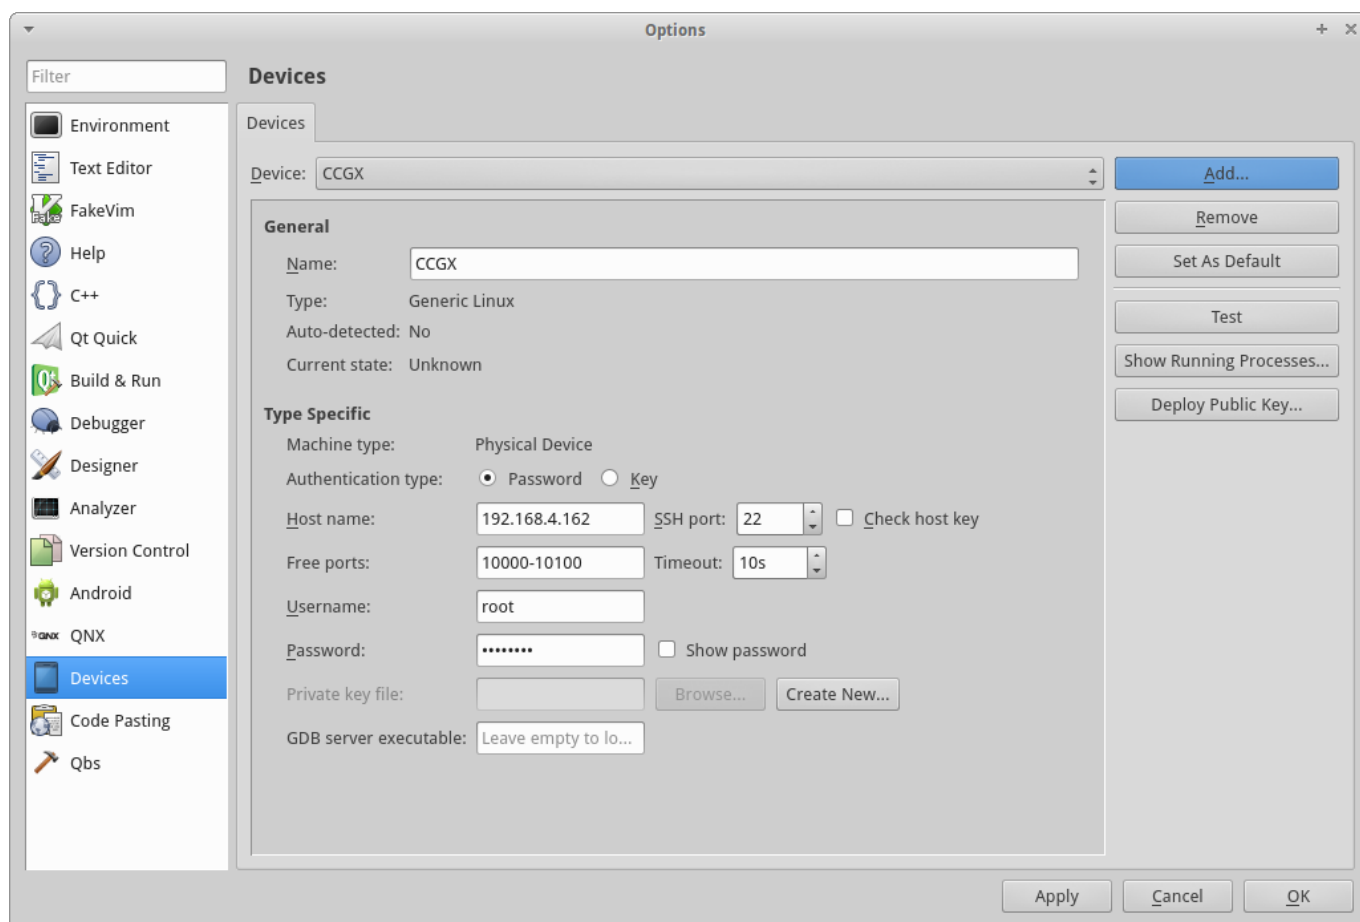 Options
Filter
Devices
Environment
Text Editor
FakeVim
Help
C++
Qt Quick
Build & Run
Debugger
Designer
Analyzer
Version Control
Android
QNX
QNX
Devices
Code Pasting
Qbs
Devices
Device: CCGX
General
Name: CCGX
Type: Generic Linux
Auto-detected: No
Current state: Unknown
Type Specific
Machine type: Physical Device
Authentication type: Password Key
Host name: 192.168.4.162 SSH port: 22 Check host key
Free ports: 10000-10100 Timeout: 10s
Username: root
Password: •••••••• Show password
Private key file: Browse... Create New...
GDB server executable: Leave empty to lo...
Add...
Remove
Set As Default
Test
Show Running Processes...
Deploy Public Key...
Apply Cancel OK